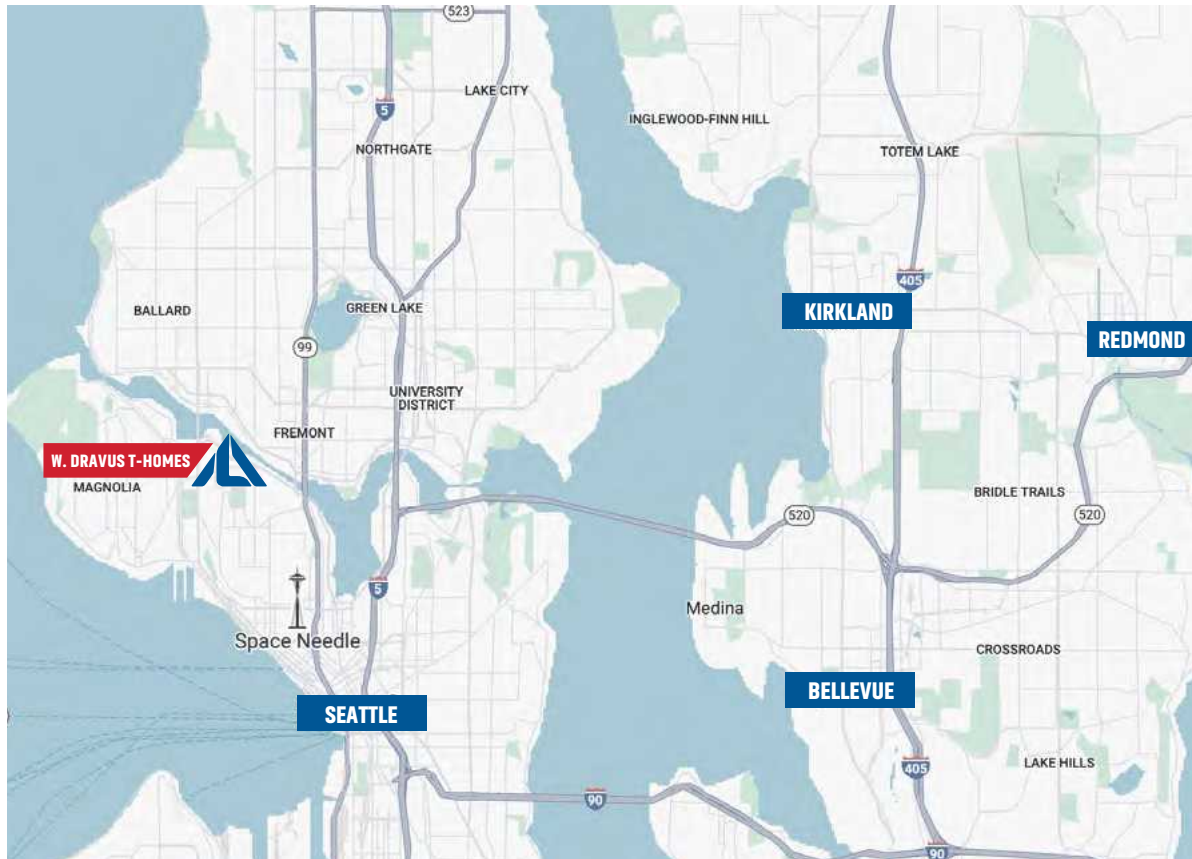 523
LAKE CITY
5
INGLEWOOD-FINN HILL
NORTHGATE
TOTEM LAKE
405
BALLARD
GREEN LAKE
KIRKLAND
REDMOND
99
UNIVERSITY
DISTRICT
FREMONT
W. DRAVUS T-HOMES
MAGNOLIA
BRIDLE TRAILS
520
520
5
Medina
Space Needle
CROSSROADS
BELLEVUE
SEATTLE
405
LAKE HILLS
90
90